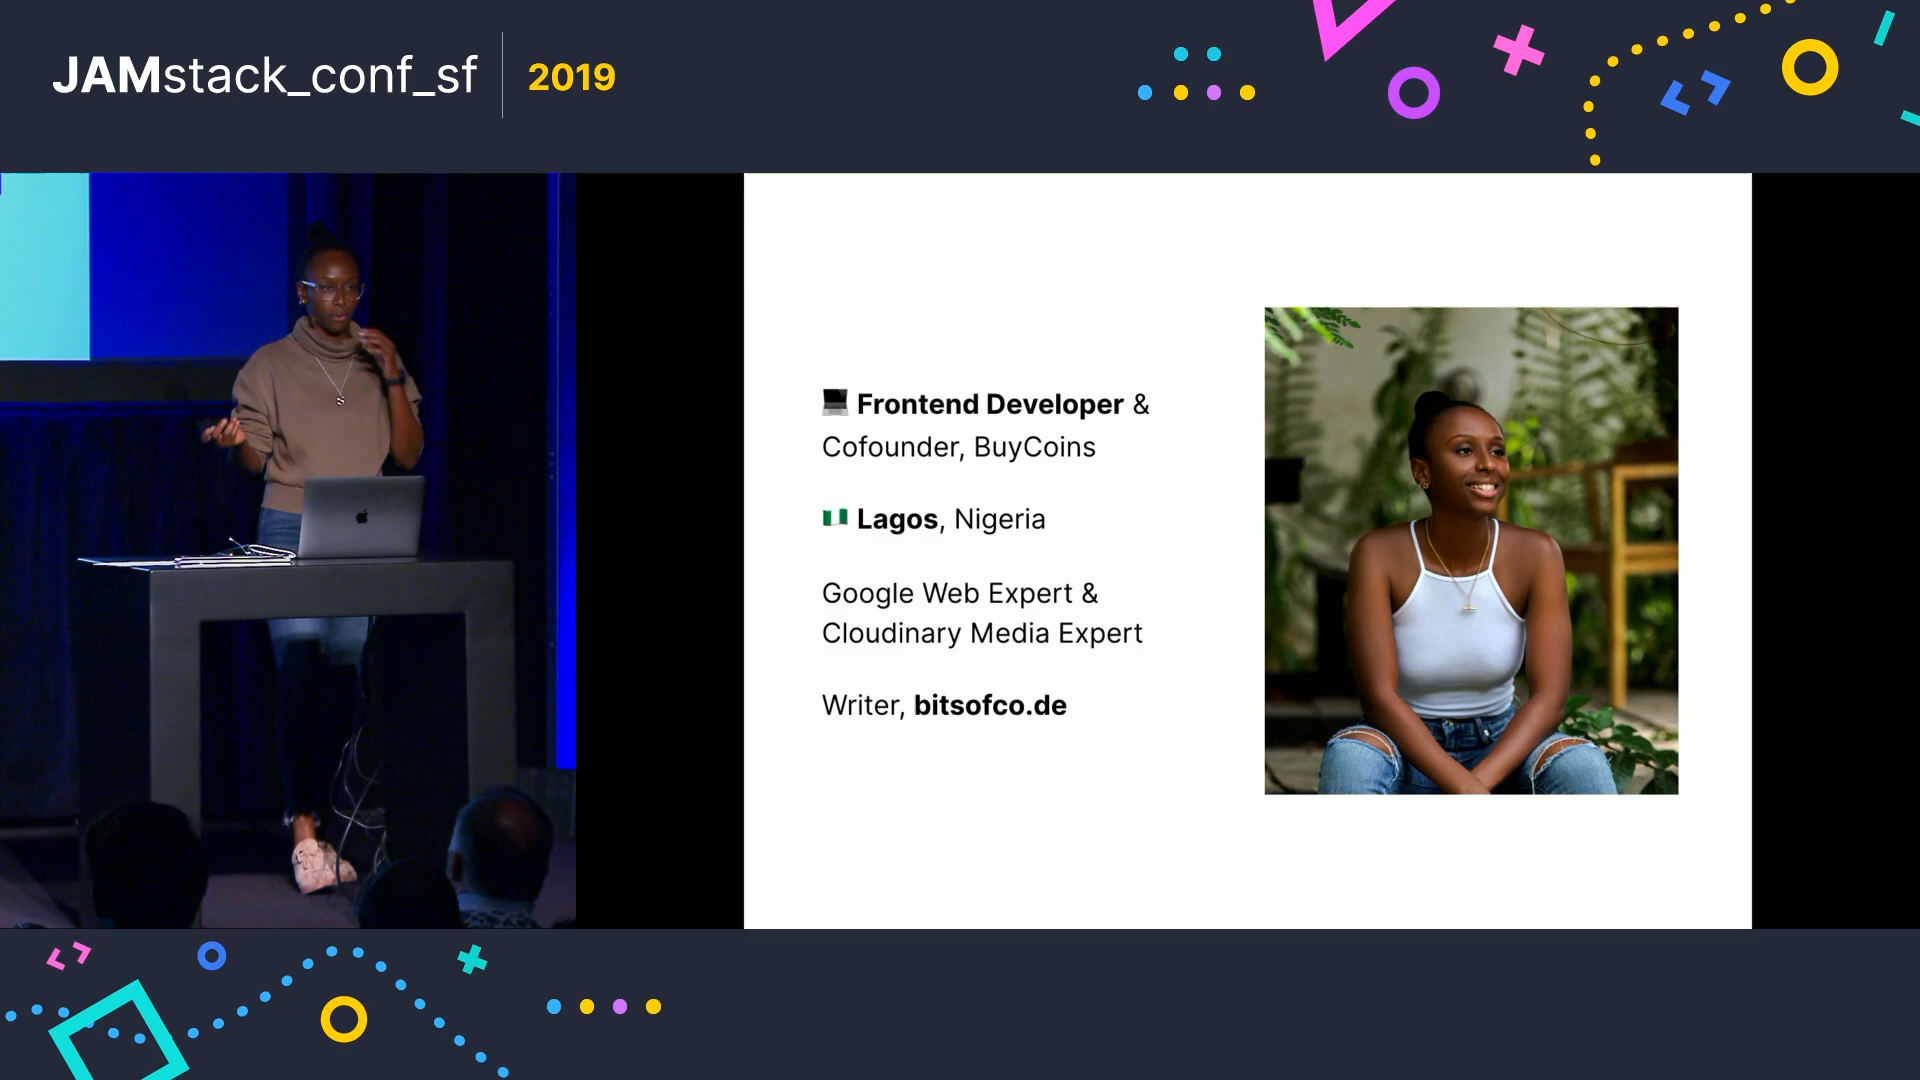 JAMstack_conf_sf
2019
Frontend Developer &
Cofounder, BuyCoins
Lagos, Nigeria
Google Web Expert &
Cloudinary Media Expert
Writer, bitsofco.de